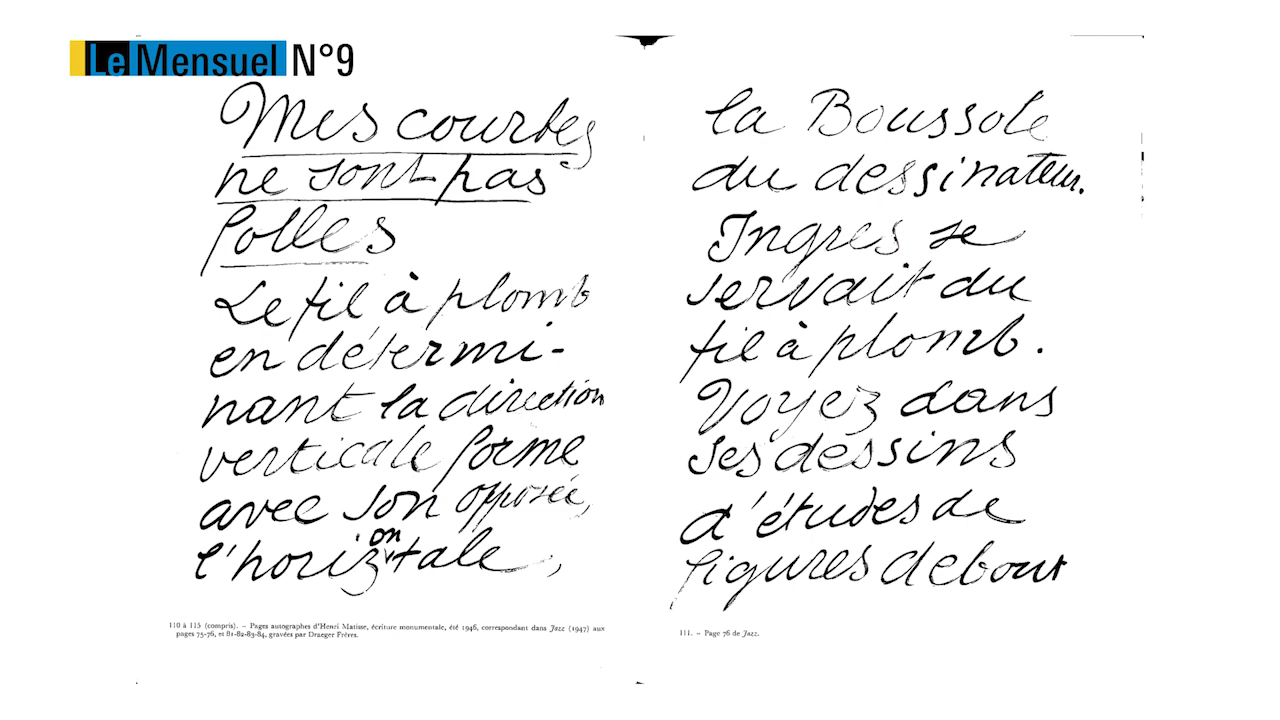 Le Mensuel N°9
Mes courbes
ne sont pas
folles
Le fil à plomb
en détermi-
nant la direction
verticale forme
avec son opposée,
l'horizontale,
110 à 115 (compris). – Pages autographes d'Henri Matisse, écriture monumentale, été 1946, correspondant dans Jazz (1947) aux
pages 75-76, et 81-82-83-84, gravées par Draeger Frères.
la Boussole
du dessinateur.
Ingres se
servait du
fil à plomb.
Voyez dans
ses dessins
d'études de
figures debout
111. – Page 76 de Jazz.